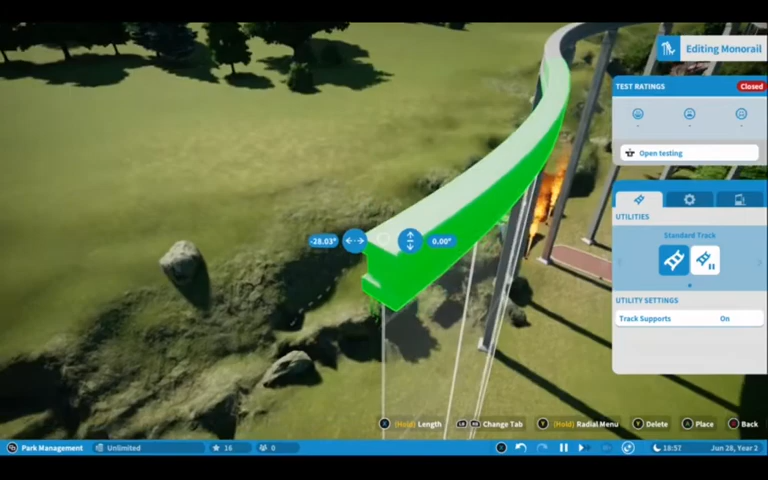 Editing Monorail
TEST RATINGS
Closed
-
-
-
Open testing
UTILITIES
Standard Track
UTILITY SETTINGS
Track Supports On
-28.03°
0.00°
X (Hold) Length
LB RB Change Tab
Y (Hold) Radial Menu
Y Delete
A Place
B Back
Park Management
Unlimited
16
0
18:57
Jun 28, Year 2